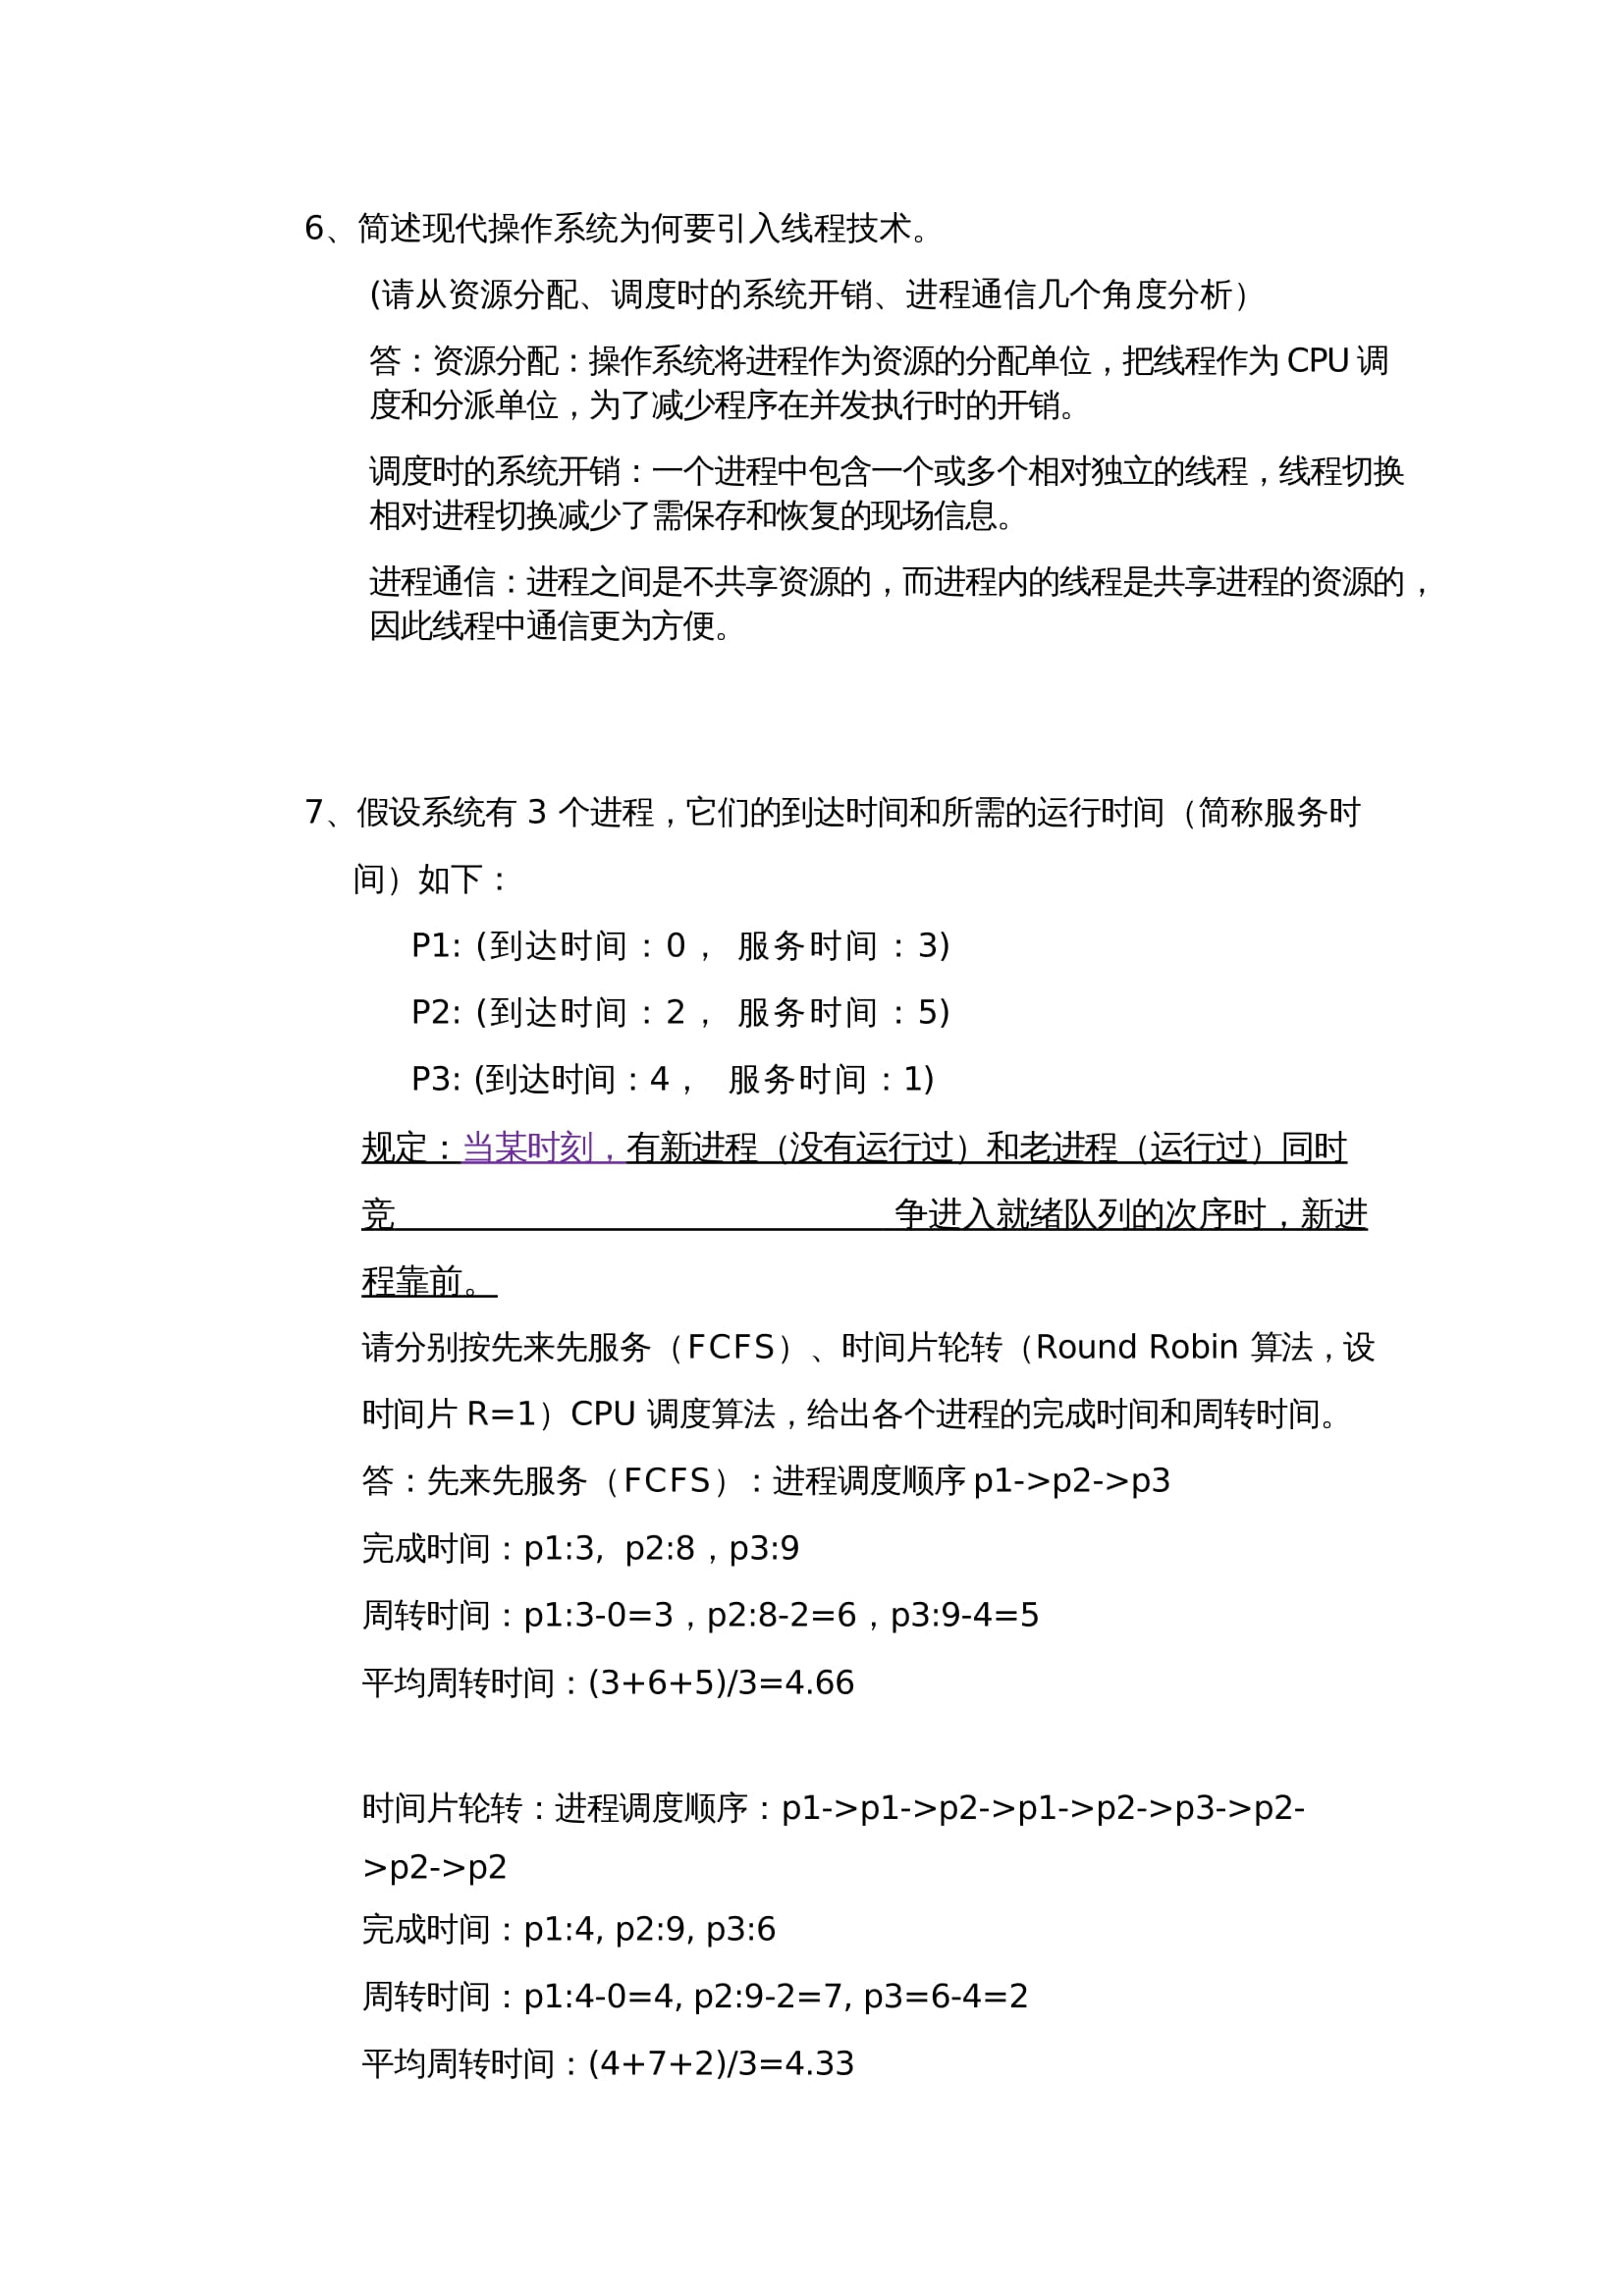 6、简述现代操作系统为何要引入线程技术。
(请从资源分配、调度时的系统开销、进程通信几个角度分析）
答：资源分配：操作系统将进程作为资源的分配单位，把线程作为 CPU 调
度和分派单位，为了减少程序在并发执行时的开销。
调度时的系统开销：一个进程中包含一个或多个相对独立的线程，线程切换
相对进程切换减少了需保存和恢复的现场信息。
进程通信：进程之间是不共享资源的，而进程内的线程是共享进程的资源的，
因此线程中通信更为方便。
7、假设系统有 3 个进程，它们的到达时间和所需的运行时间（简称服务时
间）如下：
P1: (到达时间：0， 服务时间：3)
P2: (到达时间：2， 服务时间：5)
P3: (到达时间：4， 服务时间：1)
规定：当某时刻，有新进程（没有运行过）和老进程（运行过）同时
竞 争进入就绪队列的次序时，新进
程靠前。
请分别按先来先服务（FCFS）、时间片轮转（Round Robin 算法，设
时间片 R=1）CPU 调度算法，给出各个进程的完成时间和周转时间。
答：先来先服务（FCFS）：进程调度顺序 p1->p2->p3
完成时间：p1:3,  p2:8，p3:9
周转时间：p1:3-0=3，p2:8-2=6，p3:9-4=5
平均周转时间：(3+6+5)/3=4.66
时间片轮转：进程调度顺序：p1->p1->p2->p1->p2->p3->p2-
>p2->p2
完成时间：p1:4, p2:9, p3:6
周转时间：p1:4-0=4, p2:9-2=7, p3=6-4=2
平均周转时间：(4+7+2)/3=4.33